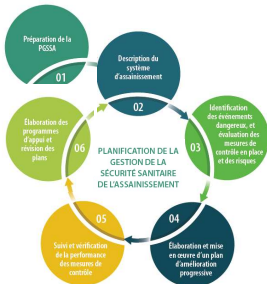 Préparation de la
PGSSA
01
Description du
système
d'assainissement
02
Identification
des événements
dangereux, et
évaluation des
mesures de
contrôle en place
et des risques
03
Élaboration et mise
en œuvre d'un plan
d'amélioration
progressive
04
Suivi et vérification
de la performance
des mesures de
contrôle
05
Élaboration des
programmes
d'appui et
révision des
plans
06
PLANIFICATION DE LA
GESTION DE LA
SÉCURITÉ SANITAIRE
DE L'ASSAINISSEMENT